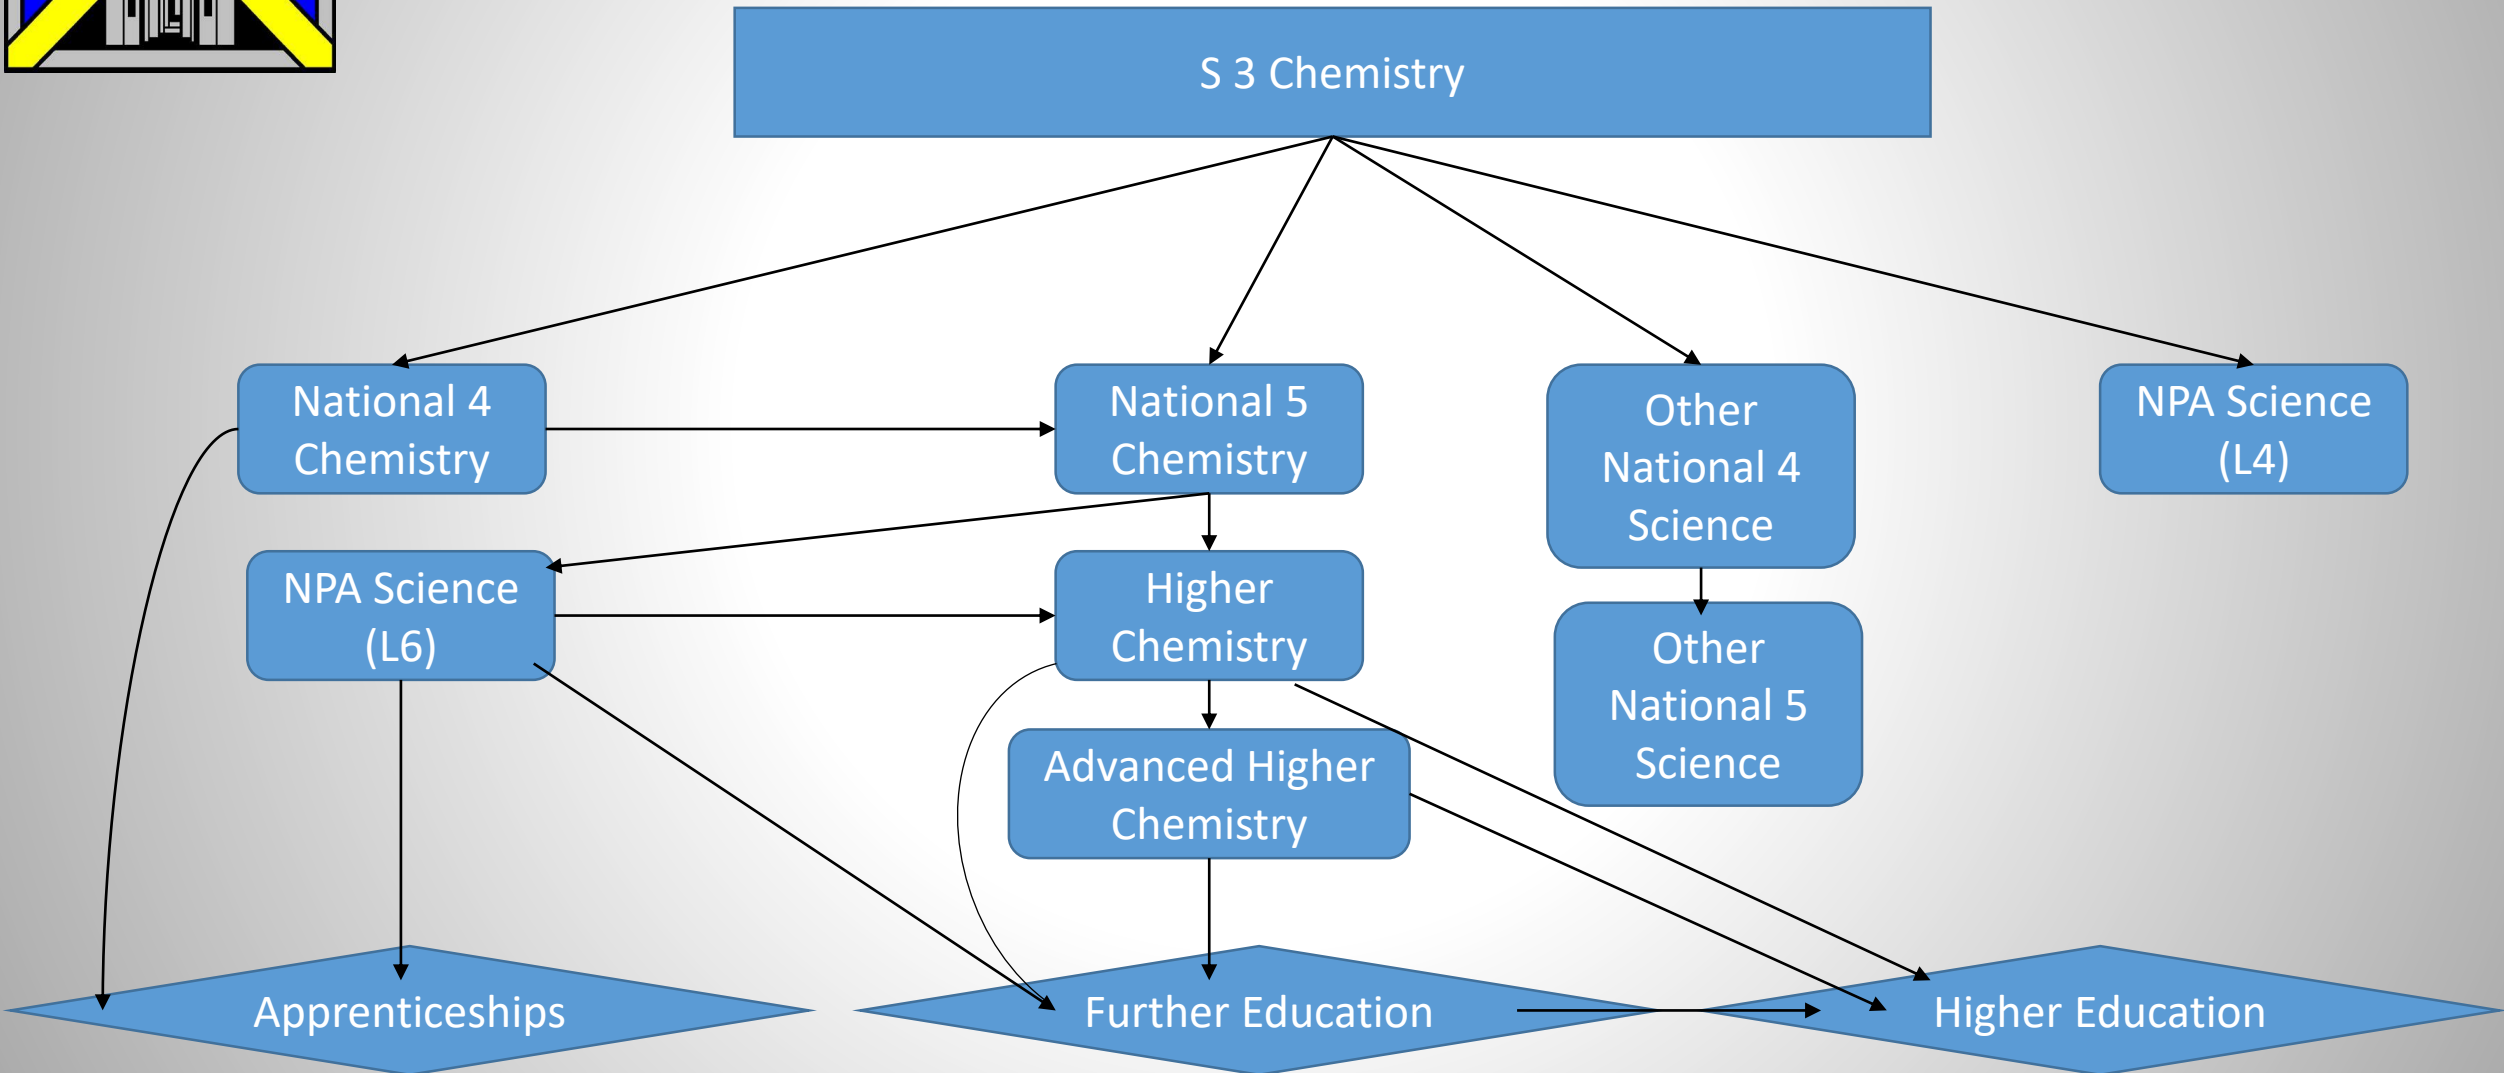 S 3 Chemistry
National 4
Chemistry
National 5
Chemistry
Other
National 4
Science
NPA Science
(L4)
NPA Science
(L6)
Higher
Chemistry
Other
National 5
Science
Advanced Higher
Chemistry
Apprenticeships
Further Education
Higher Education